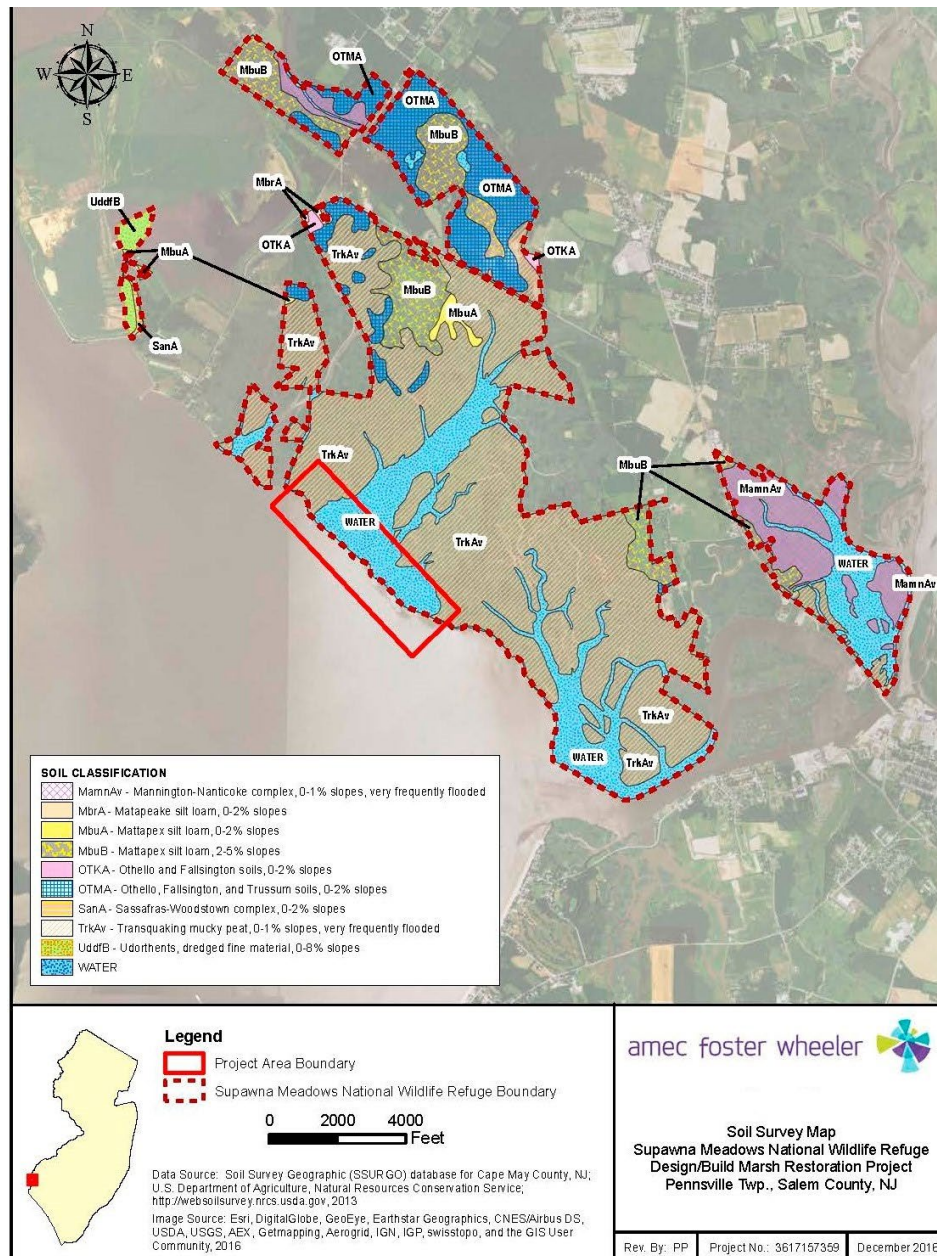 N
W
E
S
OTMA
MbuB
OTMA
MbuB
MbrA
OTMA
UddfB
OTKA
TrkAv
OTKA
MbuA
MbuB
MbuA
SanA
TrkAv
TrkAv
MbuB
MamnAv
WATER
TrkAv
WATER
MamnAv
TrkAv
WATER
TrkAv
SOIL CLASSIFICATION
MamnAv - Mannington-Nanticoke complex, 0-1% slopes, very frequently flooded
MbrA - Matapeake silt loam, 0-2% slopes
MbuA - Mattapex silt loam, 0-2% slopes
MbuB - Mattapex silt loam, 2-5% slopes
OTKA - Othello and Fallsington soils, 0-2% slopes
OTMA - Othello, Fallsington, and Trussum soils, 0-2% slopes
SanA - Sassafras-Woodstown complex, 0-2% slopes
TrkAv - Transquaking mucky peat, 0-1% slopes, very frequently flooded
UddfB - Udorthents, dredged fine material, 0-8% slopes
WATER
Legend
Project Area Boundary
Supawna Meadows National Wildlife Refuge Boundary
0 2000 4000
Feet
Data Source: Soil Survey Geographic (SSURGO) database for Cape May County, NJ;
U.S. Department of Agriculture, Natural Resources Conservation Service;
http://websoilsurvey.nrcs.usda.gov, 2013
Image Source: Esri, DigitalGlobe, GeoEye, Earthstar Geographics, CNES/Airbus DS,
USDA, USGS, AEX, Getmapping, Aerogrid, IGN, IGP, swisstopo, and the GIS User
Community, 2016
amec foster wheeler
Soil Survey Map
Supawna Meadows National Wildlife Refuge
Design/Build Marsh Restoration Project
Pennsville Twp., Salem County, NJ
Rev. By: PP
Project No.: 3617157359
December 2016